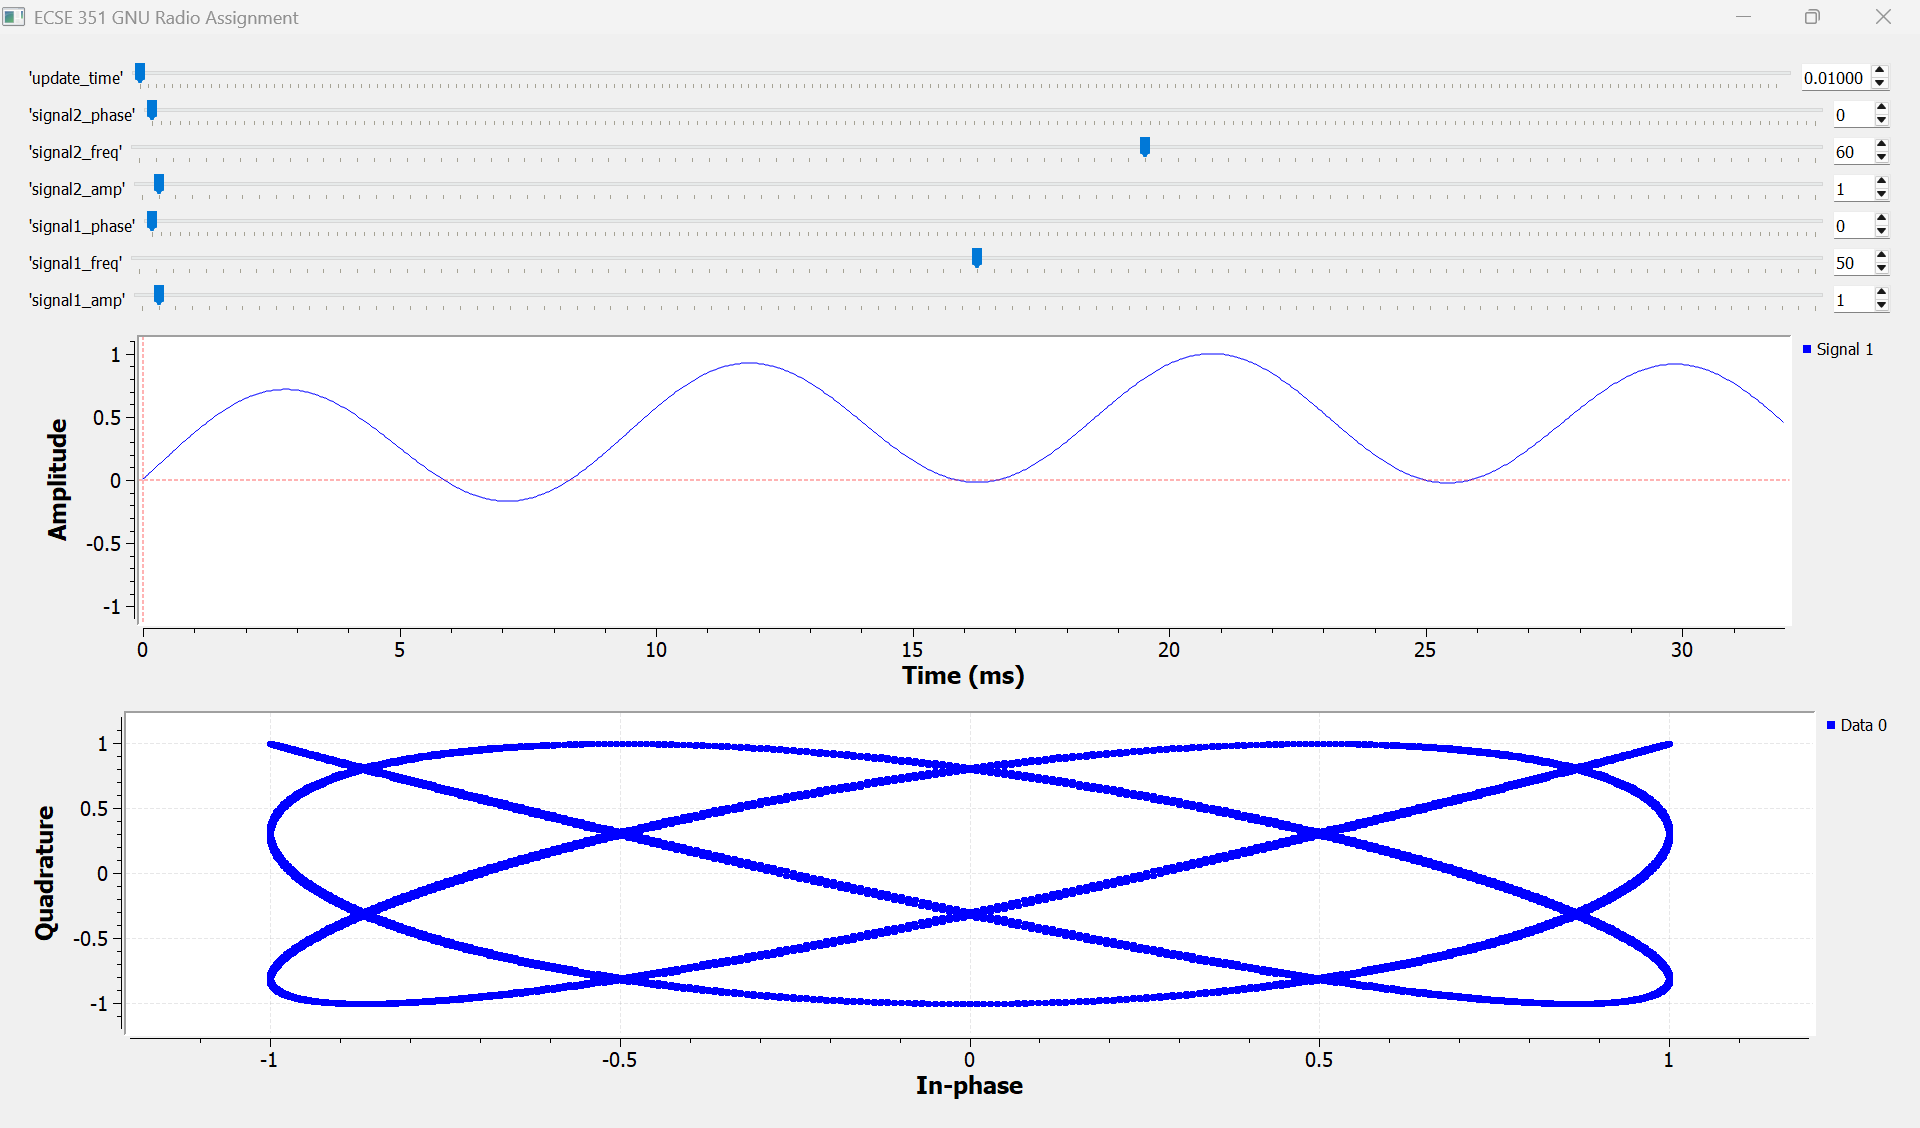 ECSE 351 GNU Radio Assignment
'update_time' 0.01000
'signal2_phase' 0
'signal2_freq' 60
'signal2_amp' 1
'signal1_phase' 0
'signal1_freq' 50
'signal1_amp' 1
Signal 1
Amplitude
1
0.5
0
-0.5
-1
0 5 10 15 20 25 30
Time (ms)
Data 0
Quadrature
1
0.5
0
-0.5
-1
-1 -0.5 0 0.5 1
In-phase